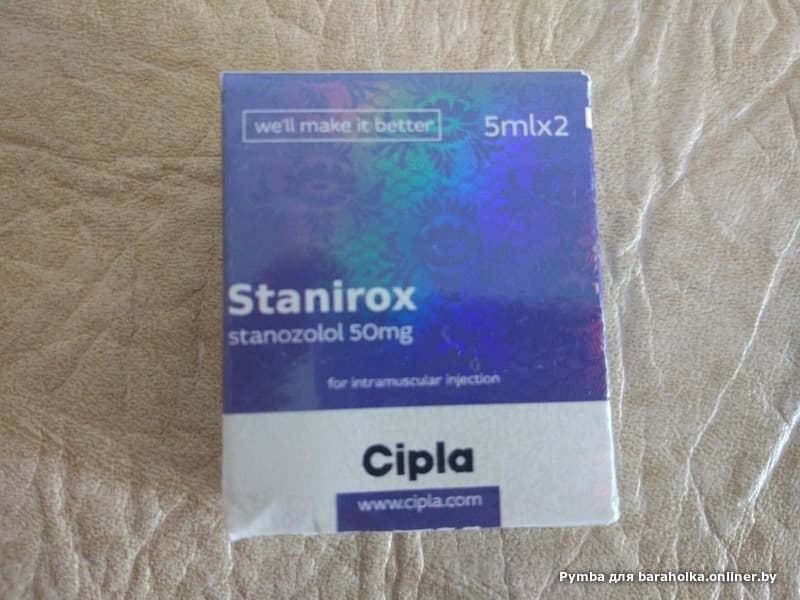 we'll make it better
5mlx2
Stanirox
stanozolol 50mg
for intramuscular injection
Cipla
www.cipla.com
Pymba для baraholka.onliner.by